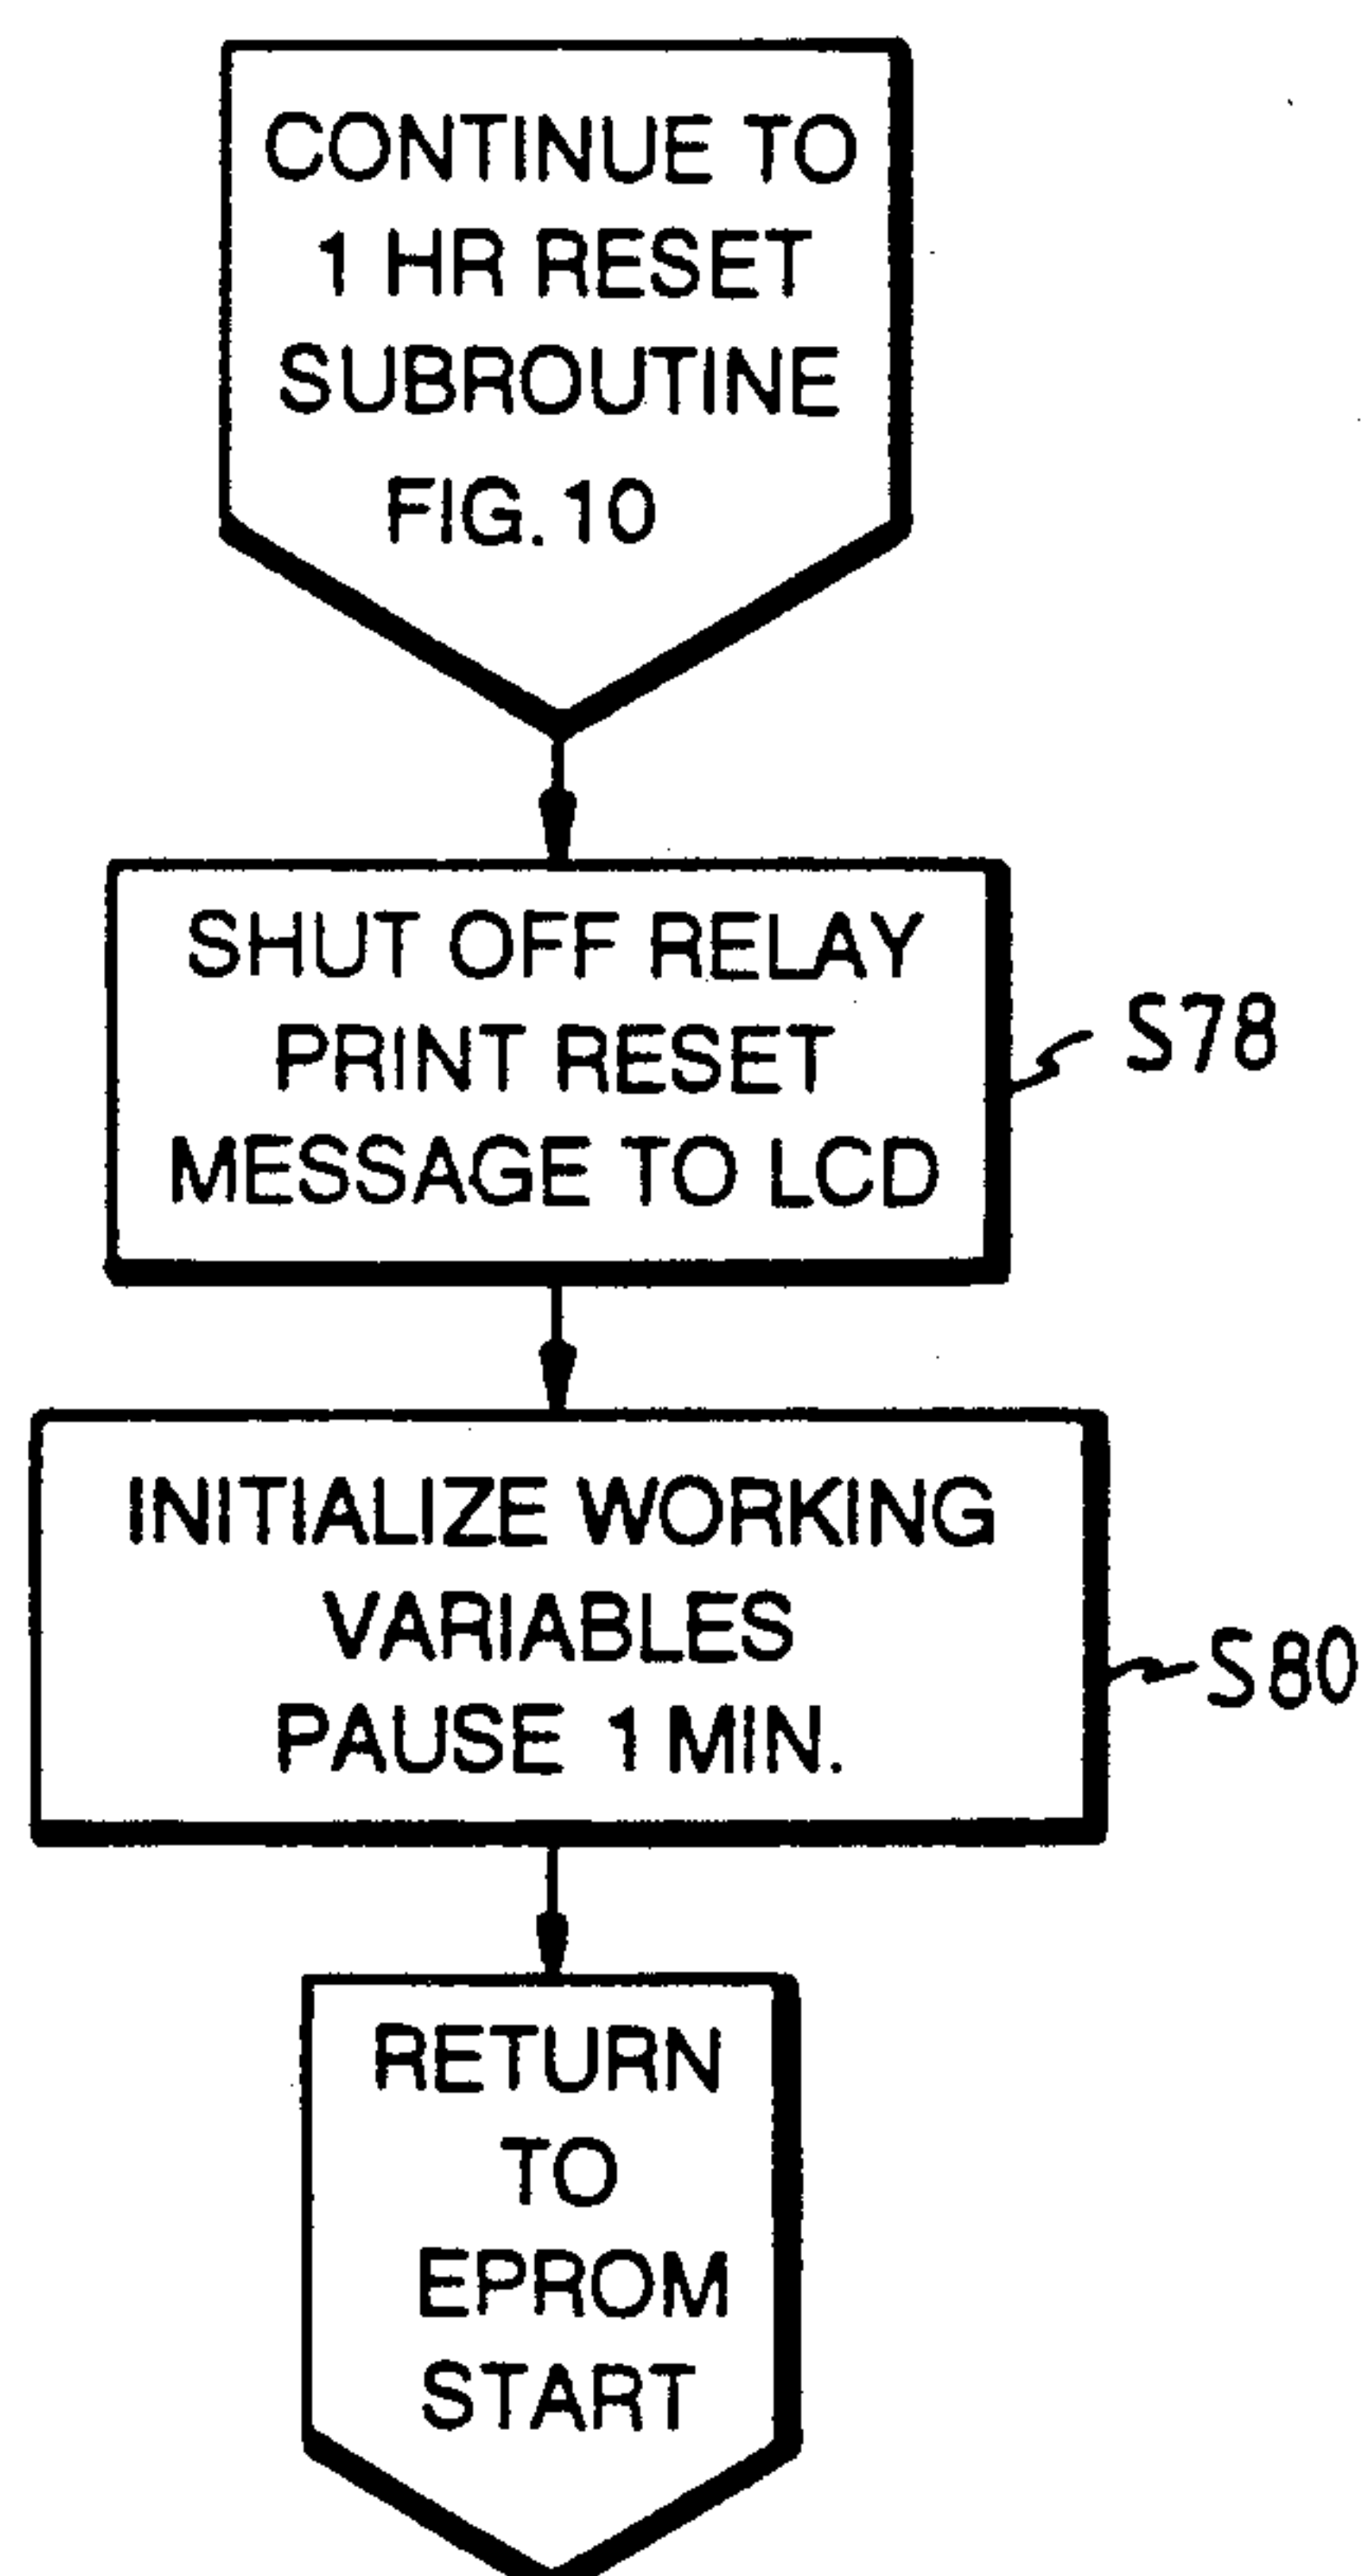 CONTINUE TO
1 HR RESET
SUBROUTINE
FIG. 10
SHUT OFF RELAY
PRINT RESET
MESSAGE TO LCD
S78
INITIALIZE WORKING
VARIABLES
PAUSE 1 MIN.
S80
RETURN
TO
EPROM
START